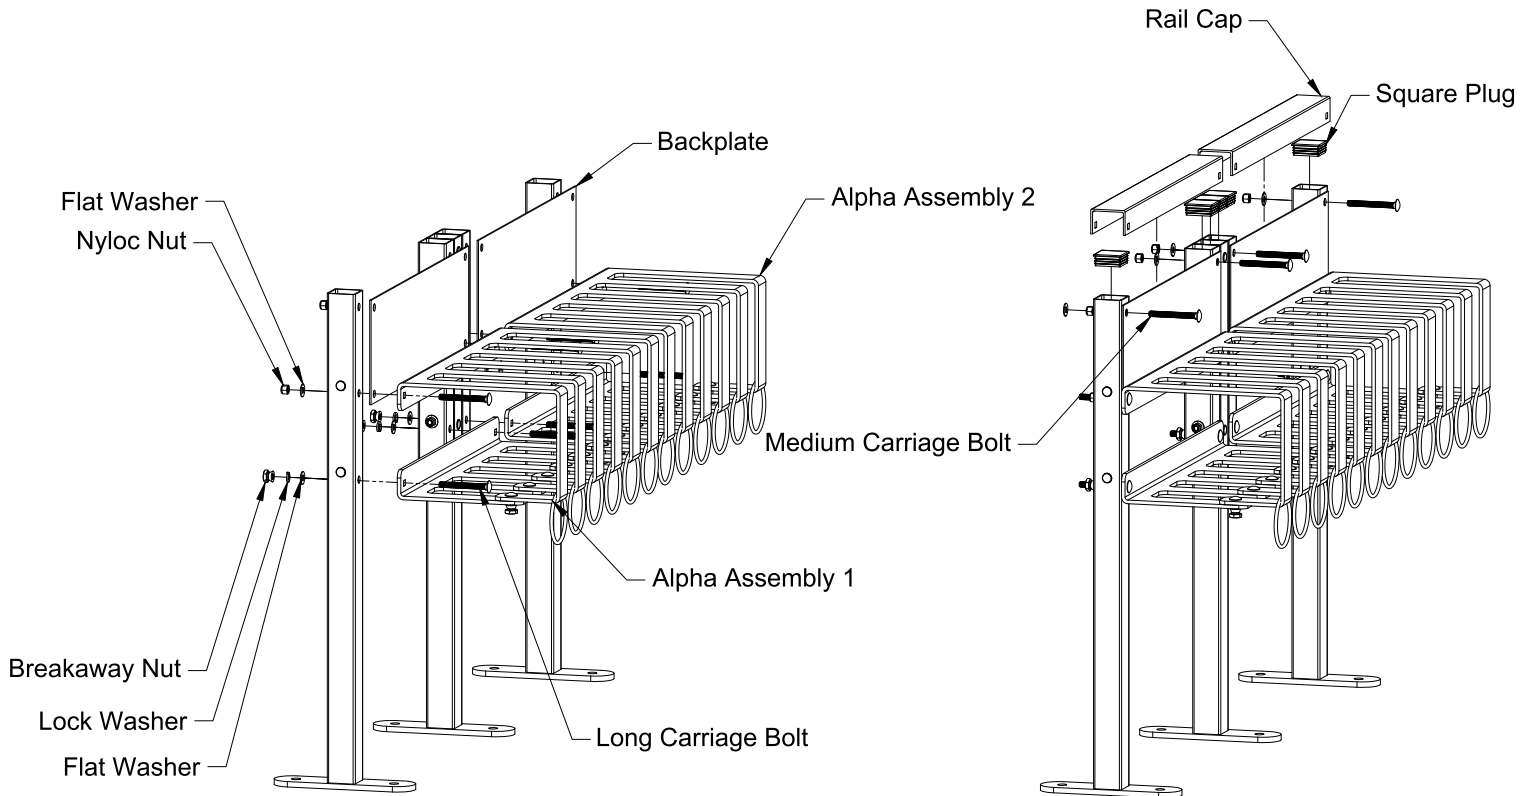 Rail Cap
Square Plug
Backplate
Flat Washer
Alpha Assembly 2
Nyloc Nut
Medium Carriage Bolt
Alpha Assembly 1
Breakaway Nut
Lock Washer
Long Carriage Bolt
Flat Washer